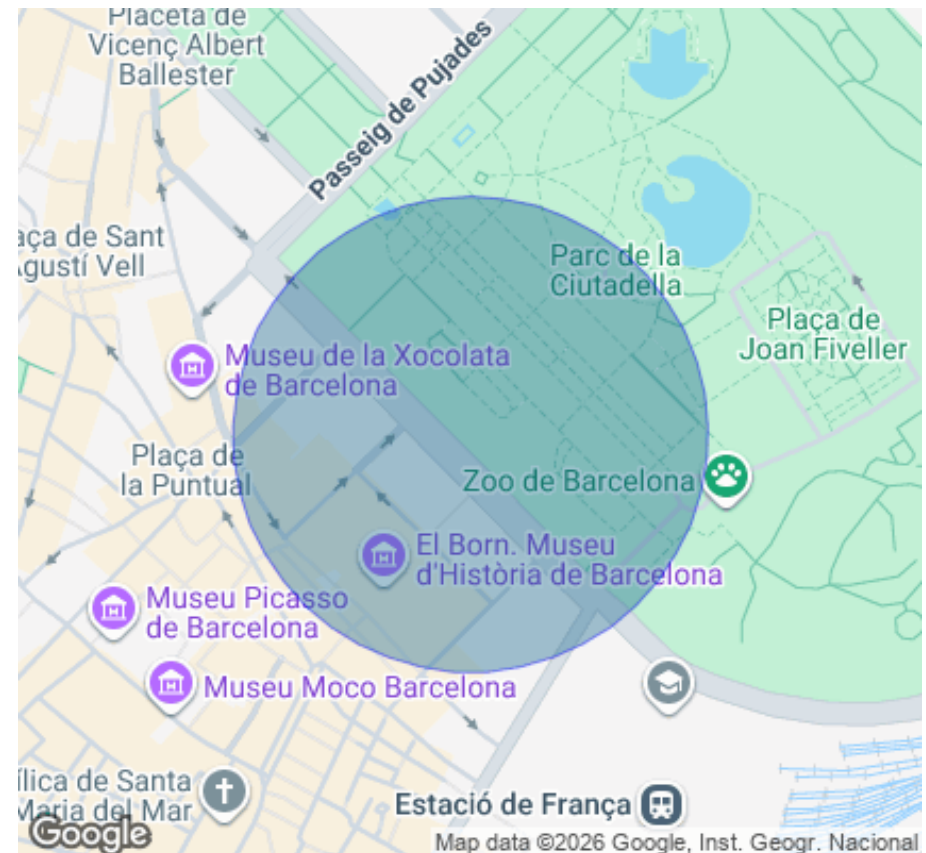 Placeta de
Vicenç Albert
Ballester
Passeig de Pujades
aça de Sant
Agustí Vell
Parc de la
Ciutadella
Plaça de
Joan Fiveller
Museu de la Xocolata
de Barcelona
Plaça de
la Puntual
Zoo de Barcelona
El Born. Museu
d'Història de Barcelona
Museu Picasso
de Barcelona
Museu Moco Barcelona
ílica de Santa
Maria del Mar
Estació de França
Google
Map data ©2026 Google, Inst. Geogr. Nacional